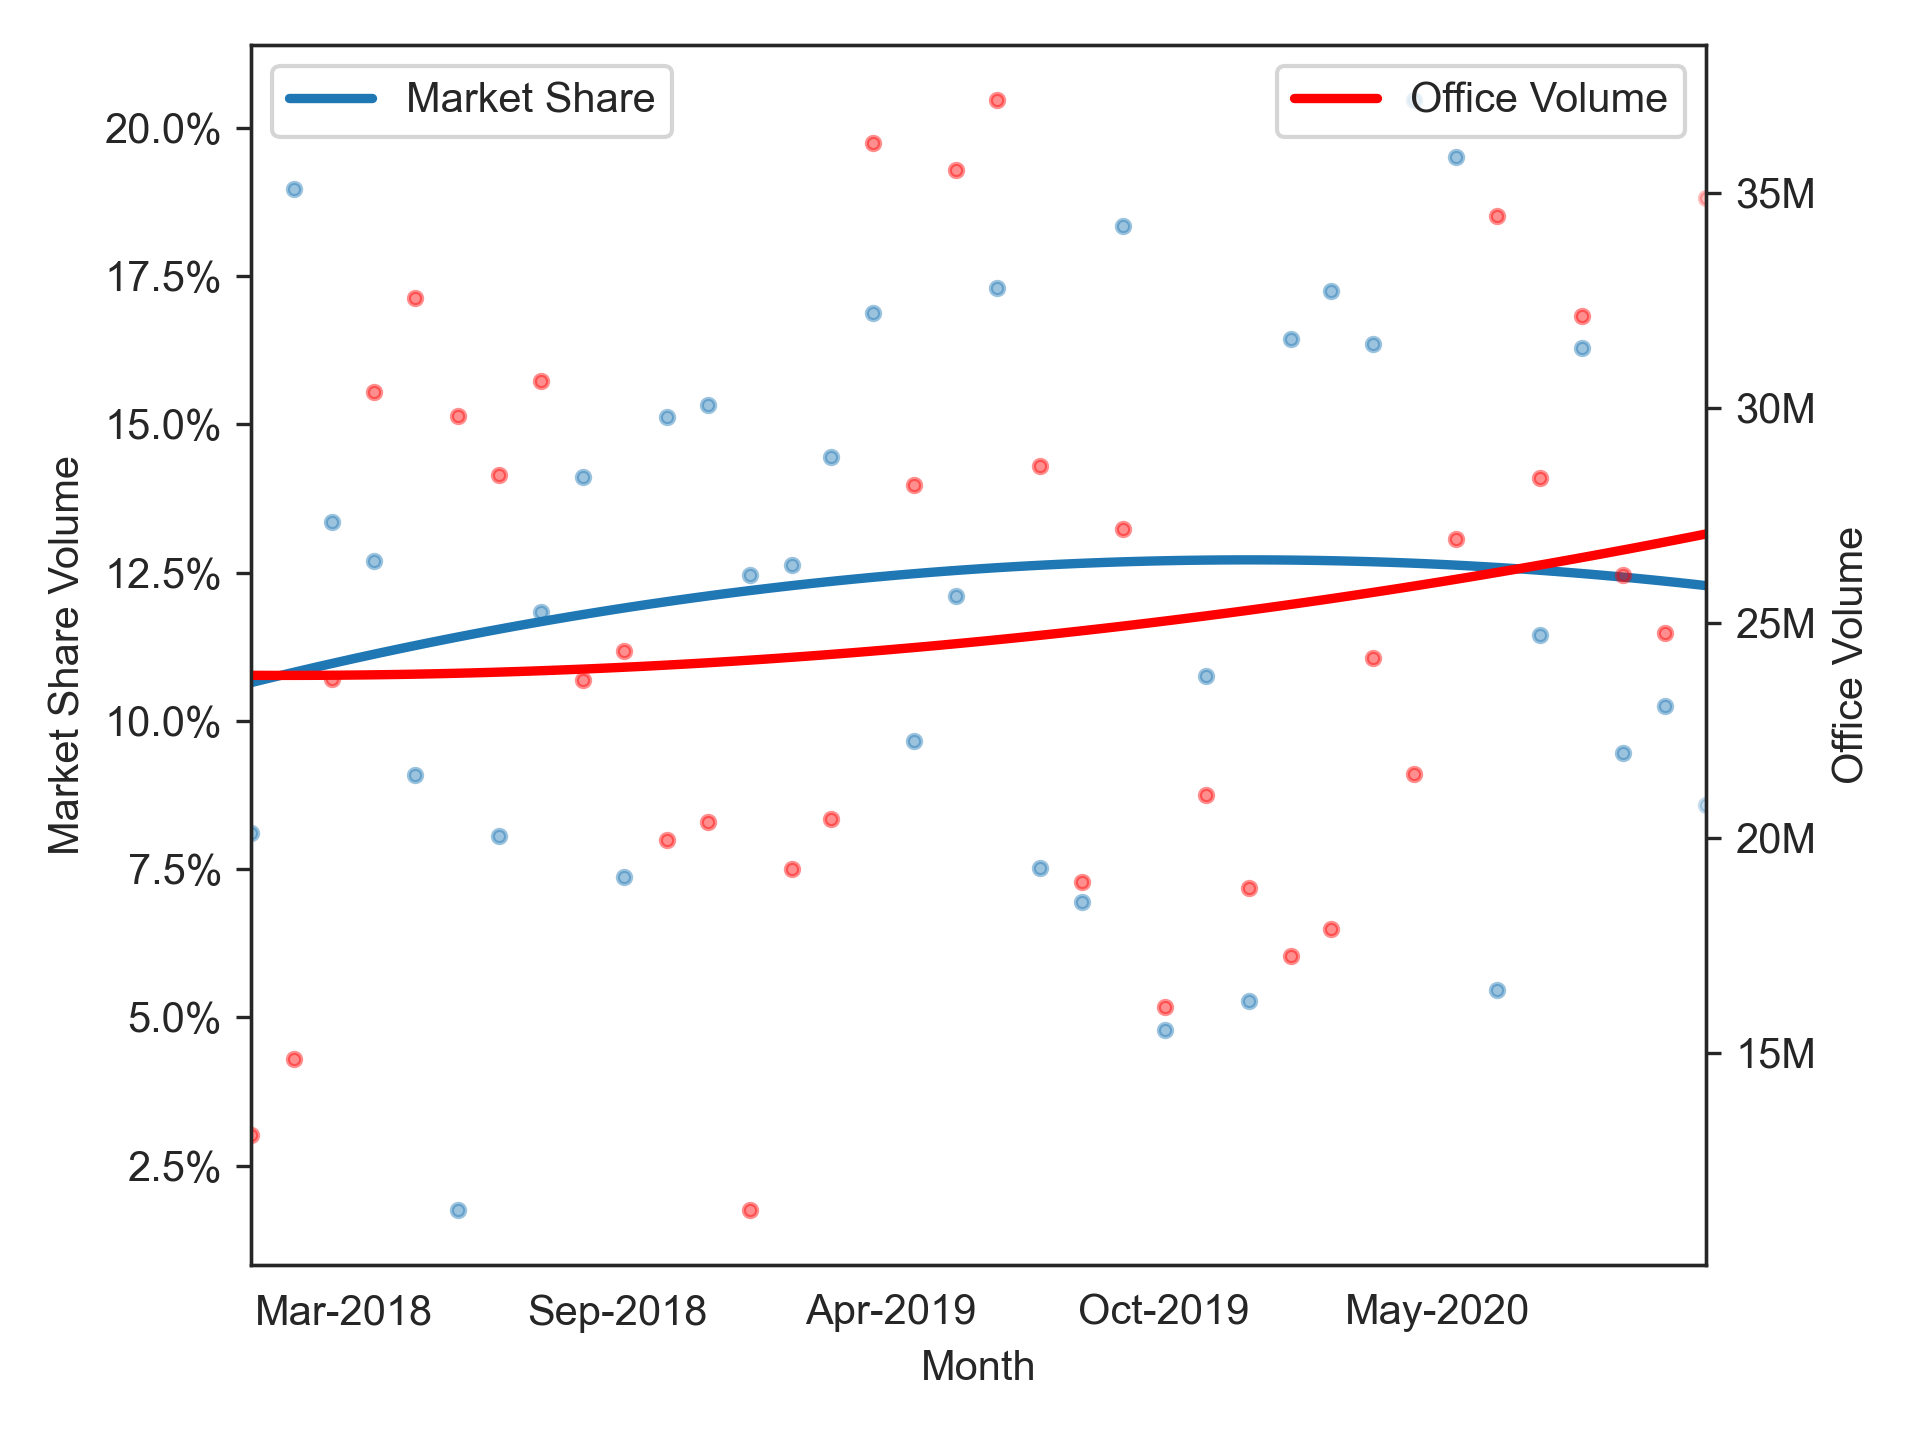 Market Share
Office Volume
20.0%
17.5%
15.0%
12.5%
10.0%
7.5%
5.0%
2.5%
Market Share Volume
35M
30M
25M
20M
15M
Office Volume
Mar-2018
Sep-2018
Apr-2019
Oct-2019
May-2020
Month